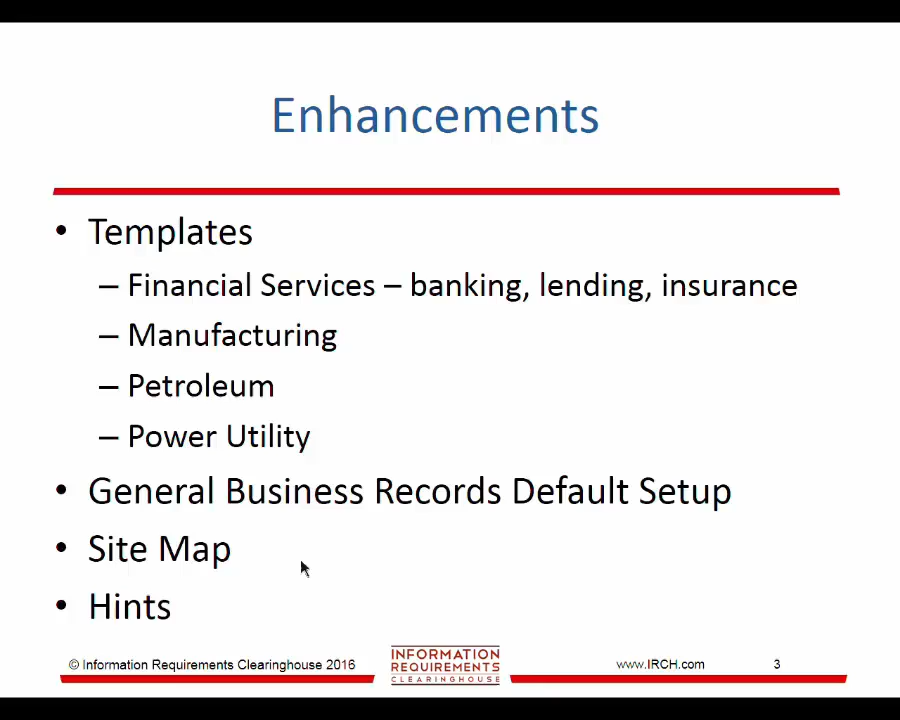 Enhancements
• Templates
– Financial Services – banking, lending, insurance
– Manufacturing
– Petroleum
– Power Utility
• General Business Records Default Setup
• Site Map
• Hints
© Information Requirements Clearinghouse 2016
INFORMATION
REQUIREMENTS
CLEARINGHOUSE
www.IRCH.com
3